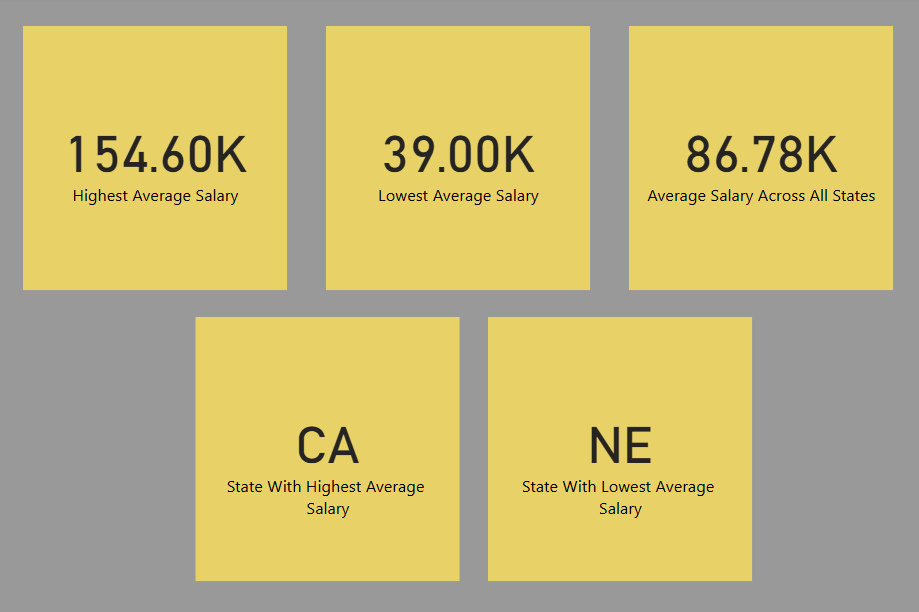 154.60K
Highest Average Salary
39.00K
Lowest Average Salary
86.78K
Average Salary Across All States
CA
State With Highest Average
Salary
NE
State With Lowest Average
Salary